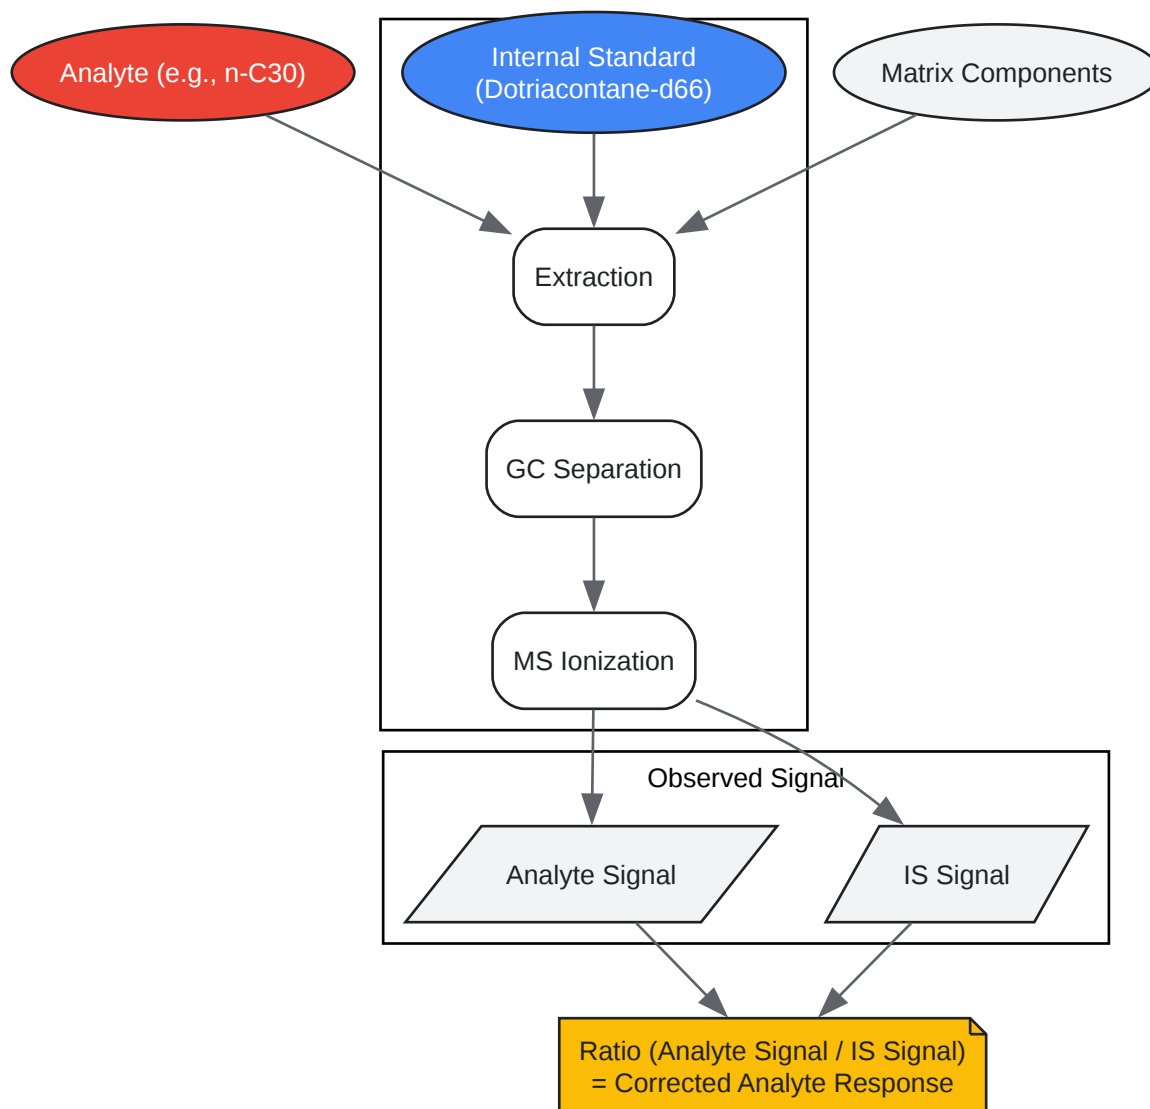 Analyte (e.g., n-C30)
Internal Standard
(Dotriacontane-d66)
Matrix Components
Extraction
GC Separation
MS Ionization
Observed Signal
Analyte Signal
IS Signal
Ratio (Analyte Signal / IS Signal)
= Corrected Analyte Response